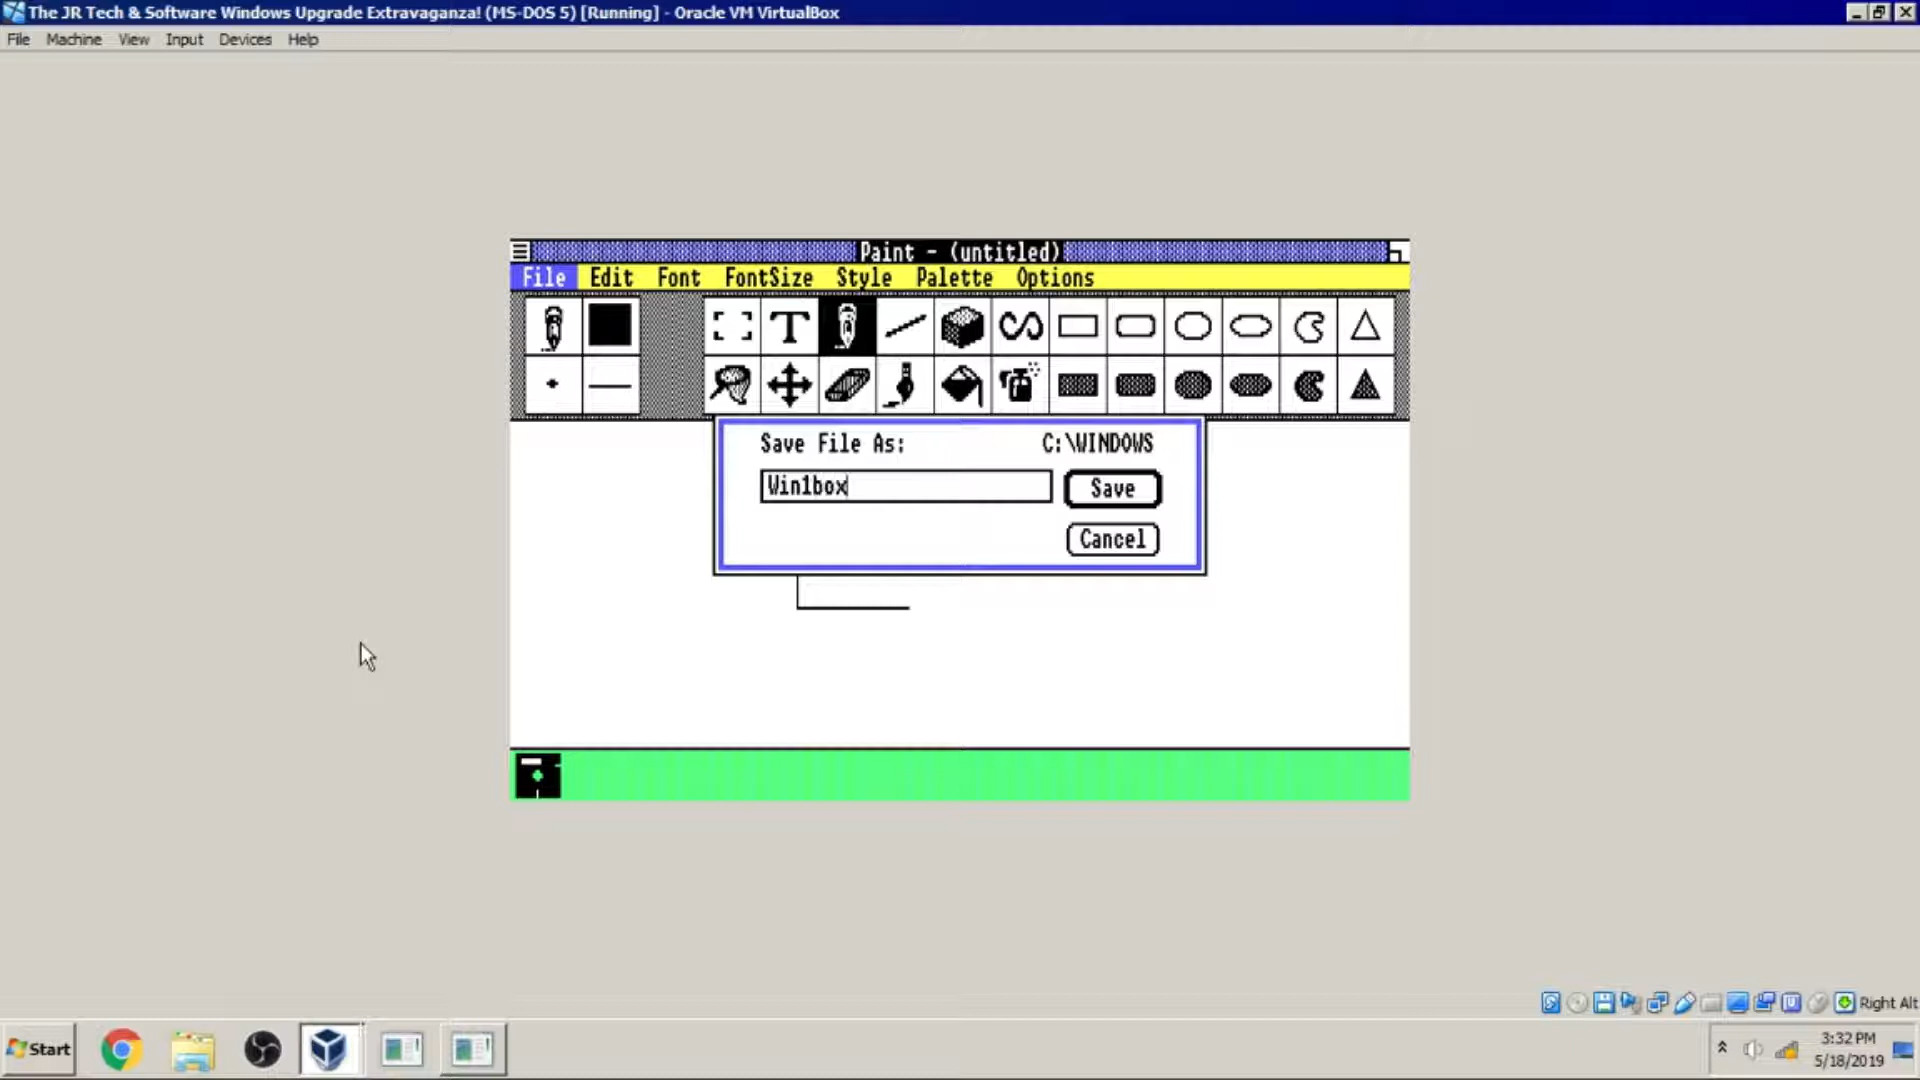 The JR Tech & Software Windows Upgrade Extravaganza! (MS-DOS 5) [Running] - Oracle VM VirtualBox
File Machine View Input Devices Help
Paint - (untitled)
File Edit Font FontSize Style Palette Options
T
Save File As: C:\WINDOWS
Win1box Save
Cancel
Right Alt
Start
3:32 PM
5/18/2019